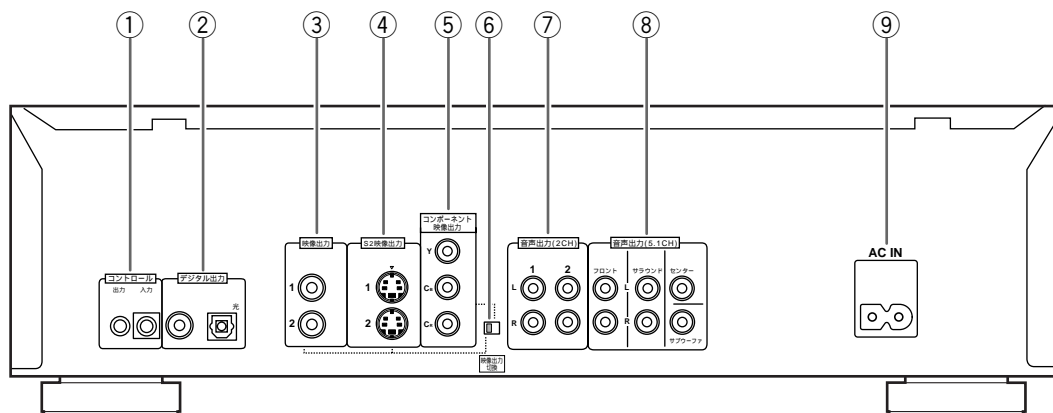 ① ② ③ ④ ⑤ ⑥ ⑦ ⑧ ⑨
コンポーネント
映像出力
映像出力
S2映像出力
音声出力(2CH)
音声出力(5.1CH)
AC IN
Y
1 2
フロント サラウンド センター
コントロール
デジタル出力
出力 入力
光
1 1 CB L L
2 2 CR R R
サブウーファ
映像出力
切換